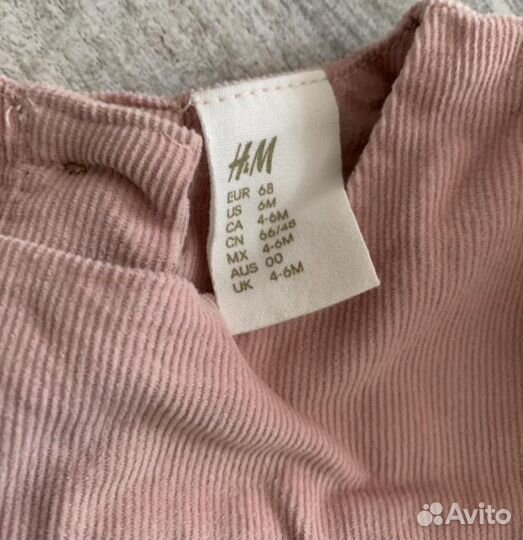 H&M
EUR 68
US 6M
CA 4-6M
CN 66/48
MX 4-6M
AUS 00
UK 4-6M
Avito